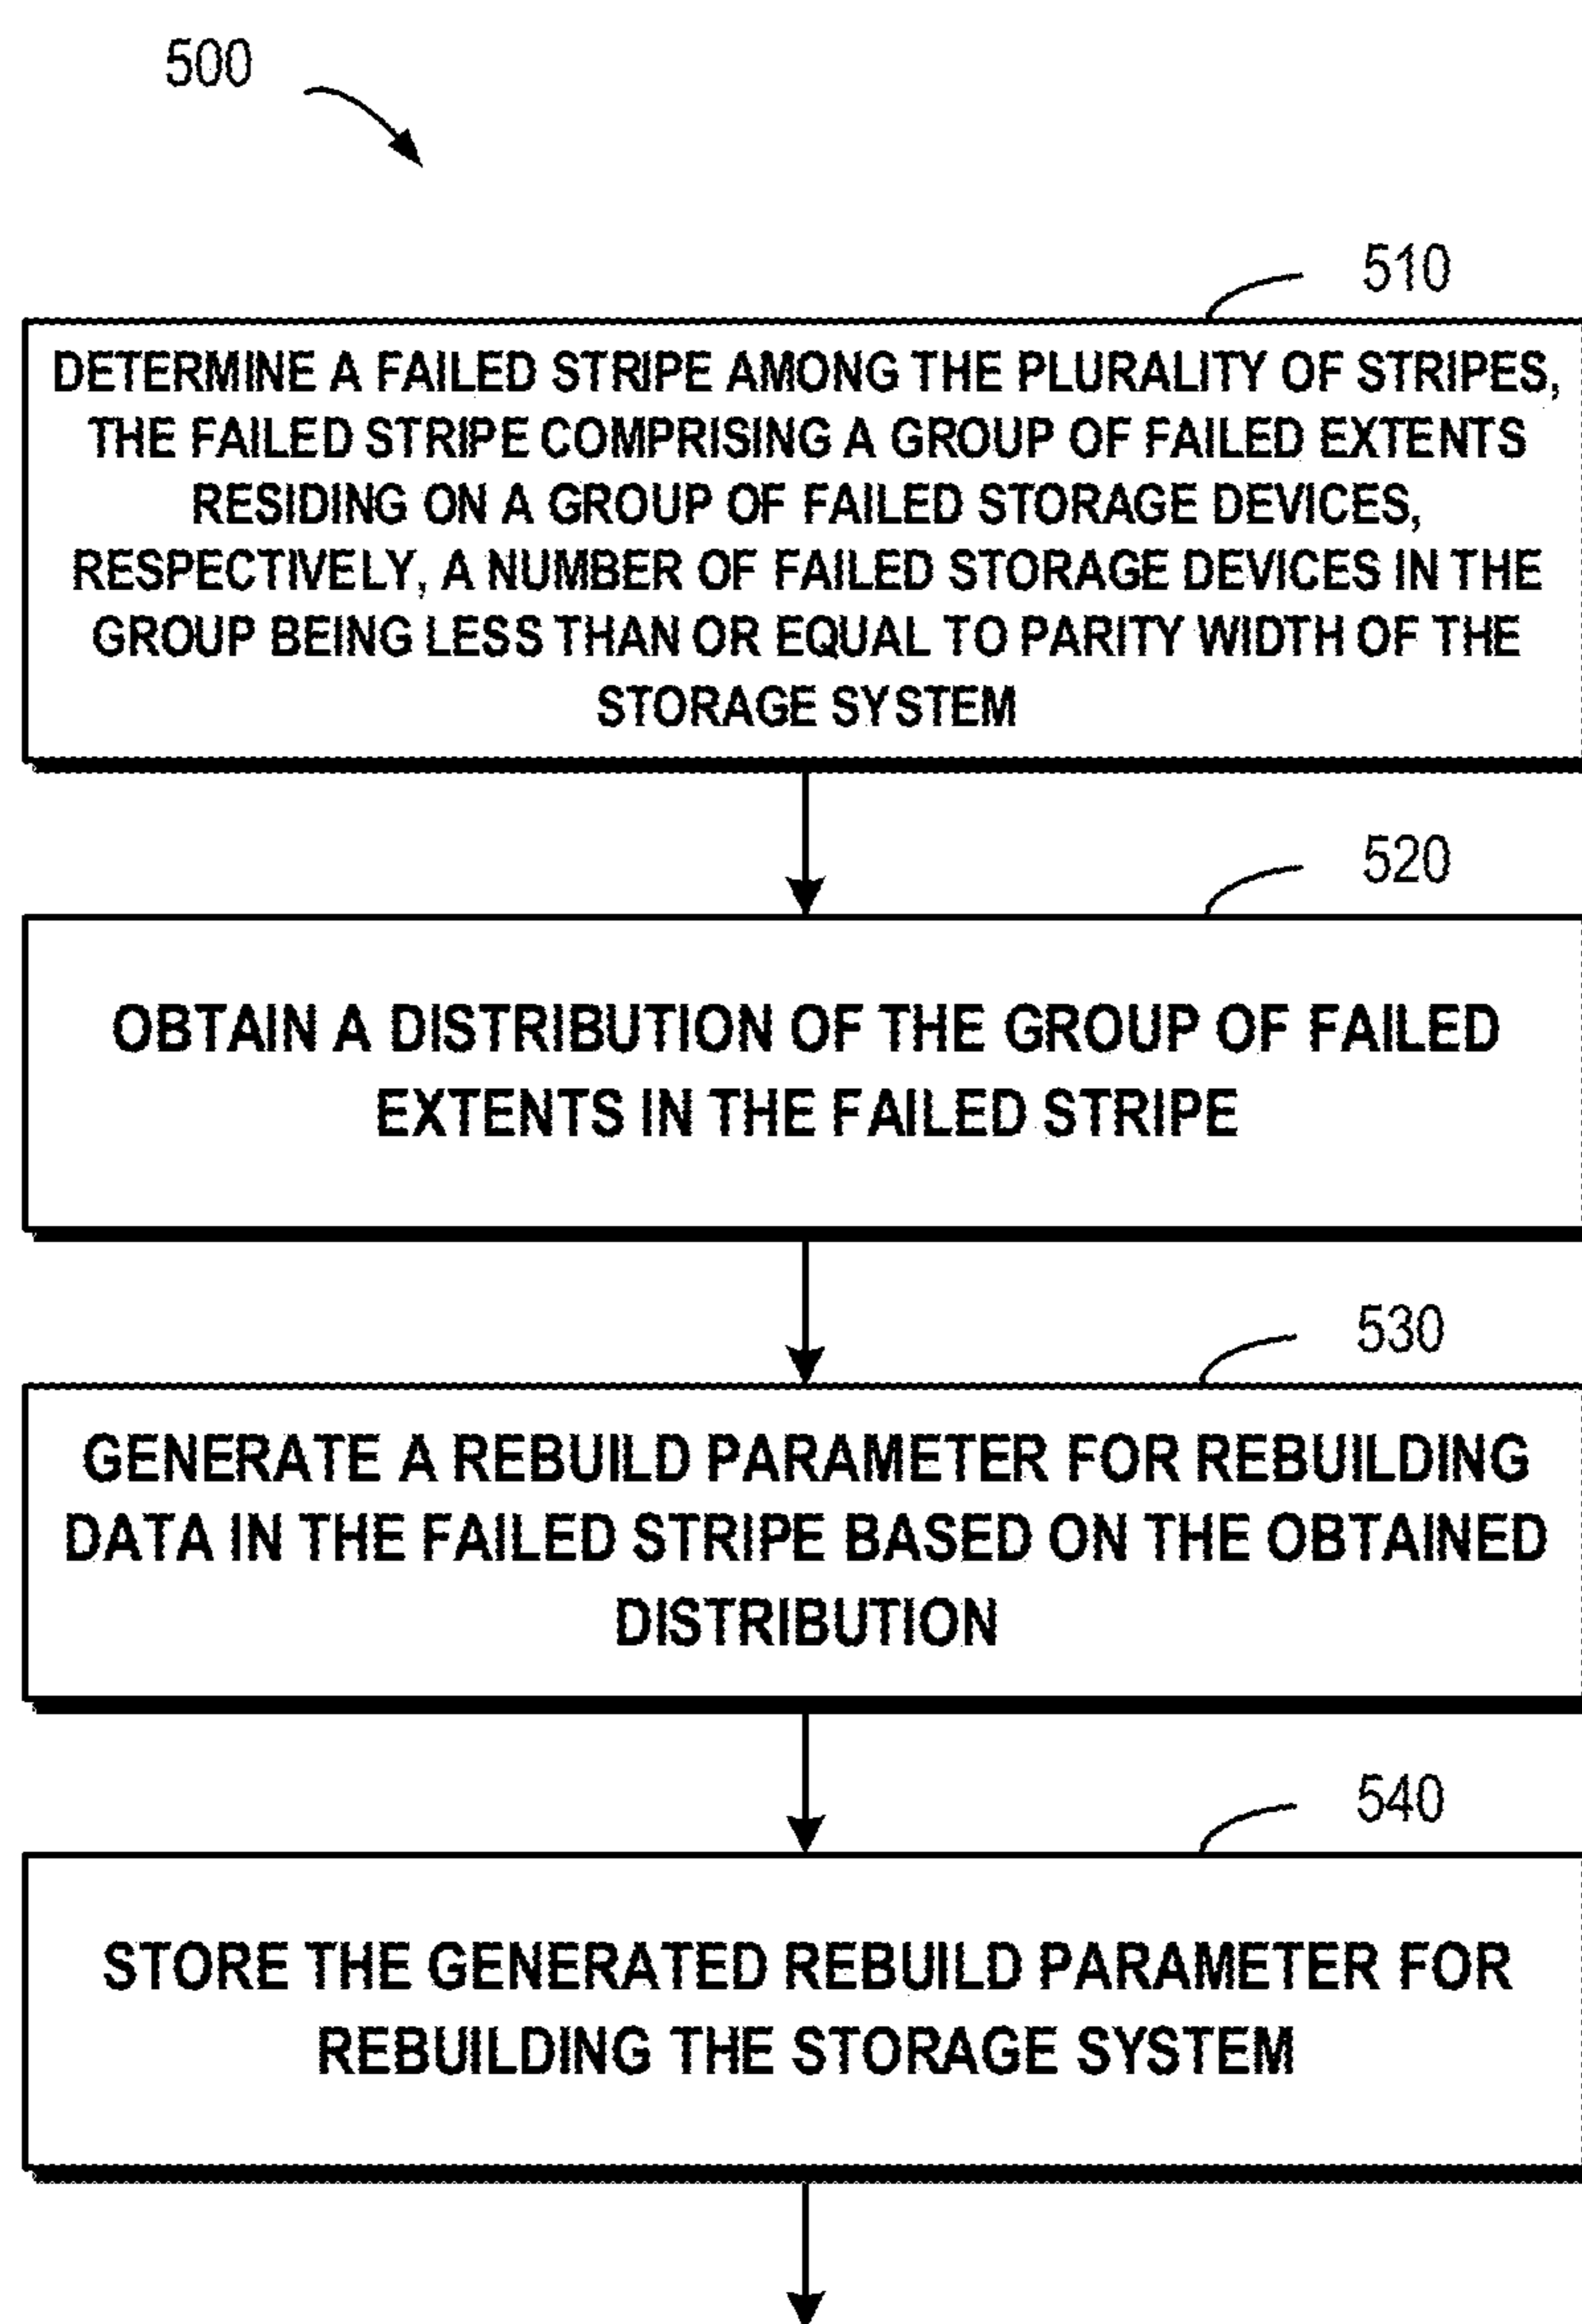 500
510
DETERMINE A FAILED STRIPE AMONG THE PLURALITY OF STRIPES,
THE FAILED STRIPE COMPRISING A GROUP OF FAILED EXTENTS
RESIDING ON A GROUP OF FAILED STORAGE DEVICES,
RESPECTIVELY, A NUMBER OF FAILED STORAGE DEVICES IN THE
GROUP BEING LESS THAN OR EQUAL TO PARITY WIDTH OF THE
STORAGE SYSTEM
520
OBTAIN A DISTRIBUTION OF THE GROUP OF FAILED
EXTENTS IN THE FAILED STRIPE
530
GENERATE A REBUILD PARAMETER FOR REBUILDING
DATA IN THE FAILED STRIPE BASED ON THE OBTAINED
DISTRIBUTION
540
STORE THE GENERATED REBUILD PARAMETER FOR
REBUILDING THE STORAGE SYSTEM